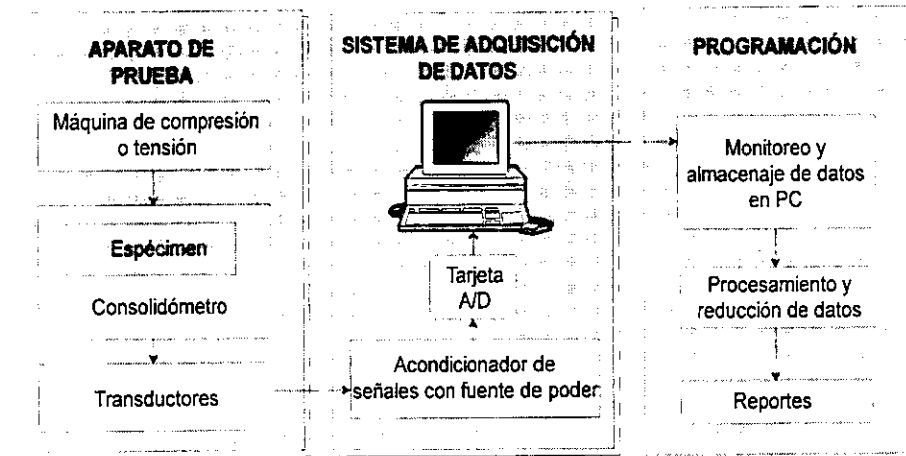 APARATO DE
PRUEBA
Máquina de compresión
o tensión
Espécimen
Consolidómetro
Transductores
SISTEMA DE ADQUISICIÓN
DE DATOS
Tarjeta
A/D
Acondicionador de
señales con fuente de poder
PROGRAMACIÓN
Monitoreo y
almacenaje de datos
en PC
Procesamiento y
reducción de datos
Reportes